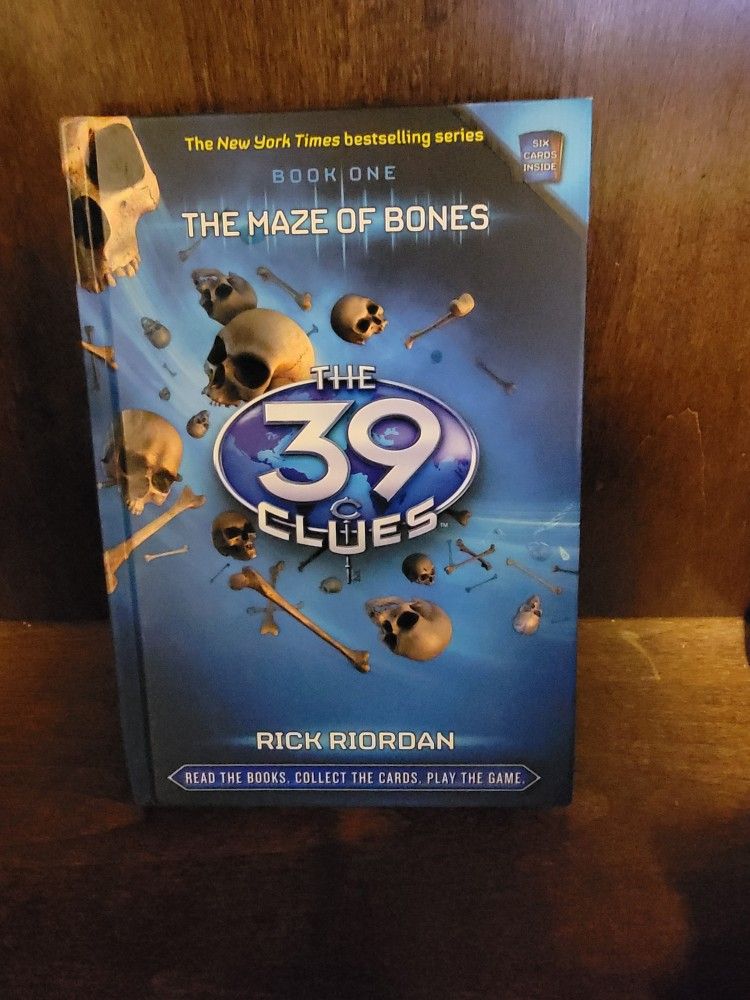 The New York Times bestselling series
SIX
CARDS
INSIDE
BOOK ONE
THE MAZE OF BONES
THE
39
CLUES™
RICK RIORDAN
READ THE BOOKS. COLLECT THE CARDS. PLAY THE GAME.